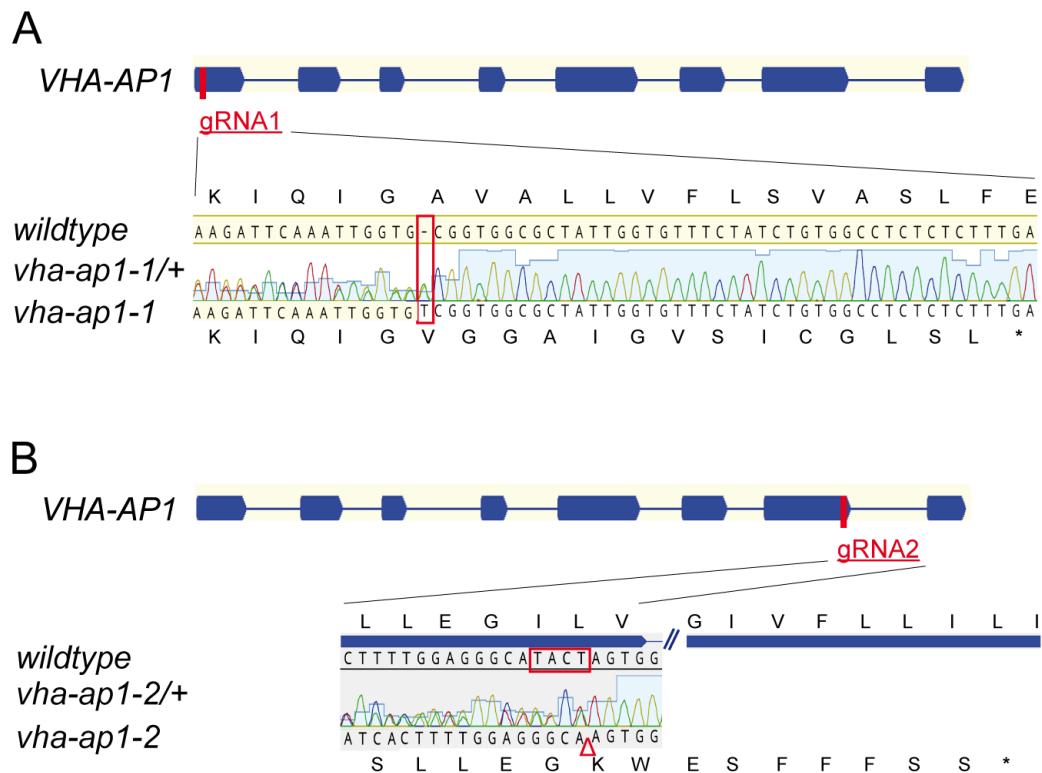 A
VHA-AP1
gRNA1
K I Q I G A V A L L V F L S V A S L F E
wildtype AAGATTCAAATTGGTG-CGGTGGCGCTATTGGTGTTTCTATCTGTGGCCTCTCTCTTTGA
vha-ap1-1/+
vha-ap1-1 AAGATTCAAATTGGTGTCGGTGGCGCTATTGGTGTTTCTATCTGTGGCCTCTCTCTTTGA
K I Q I G V G G A I G V S I C G L S L *
B
VHA-AP1
gRNA2
L L E G I L V G I V F L L I L I
wildtype CTTTTGGAGGGCATACTAGTGG //
vha-ap1-2/+
vha-ap1-2 ATCACTTTTGGAGGGCAAGTGG
S L L E G K W E S F F F S S *